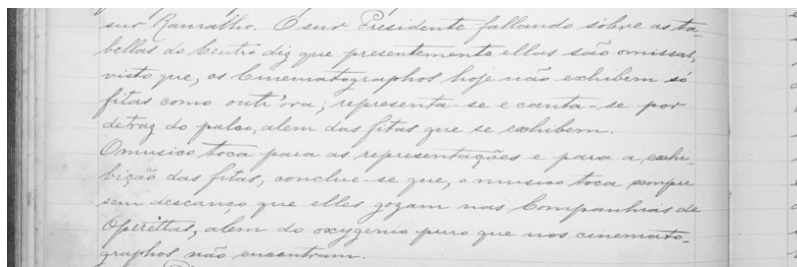 snr Ramalho. O snr Presidente fallando sobre as ta-
bellas do Centro diz que presentemente ellas são omissas,
visto que, os Cinematographos hoje não exhibem só
fitas como outr'ora; representa-se e canta-se por
detraz do palco, alem das fitas que se exhibem.
O musico toca para as representações e para a exhi-
bição das fitas; conclue-se que, o musico toca sempre
sem descanço que elles gozam nas Companhias de
Operettas, alem do oxygenio puro que nos cinemato-
graphos não encontram.